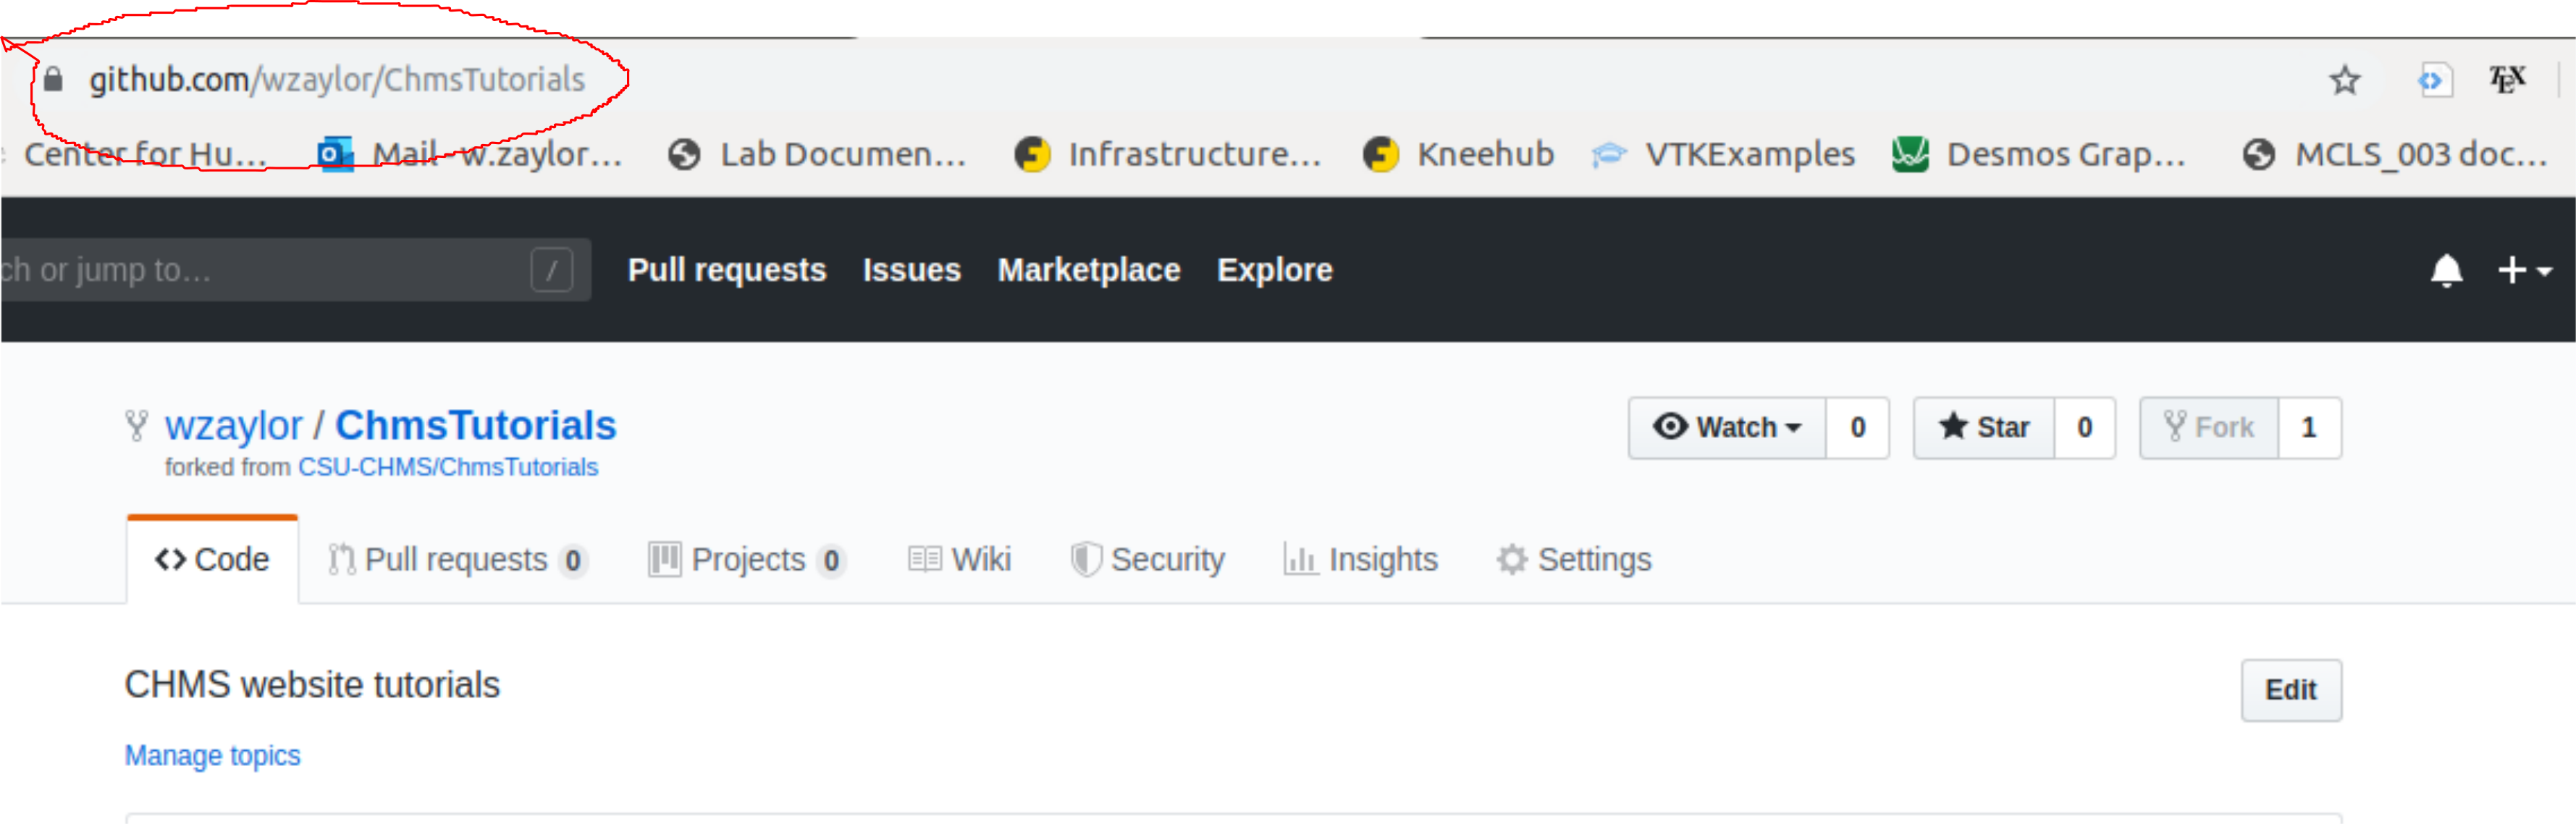 github.com/wzaylor/ChmsTutorials TEX
Center for Hu... Mail - w.zaylor... Lab Documen... Infrastructure... Kneehub VTKExamples Desmos Grap... MCLS_003 doc...
ch or jump to... / Pull requests Issues Marketplace Explore
wzaylor / ChmsTutorials Watch 0 Star 0 Fork 1
forked from CSU-CHMS/ChmsTutorials
<> Code Pull requests 0 Projects 0 Wiki Security Insights Settings
CHMS website tutorials Edit
Manage topics